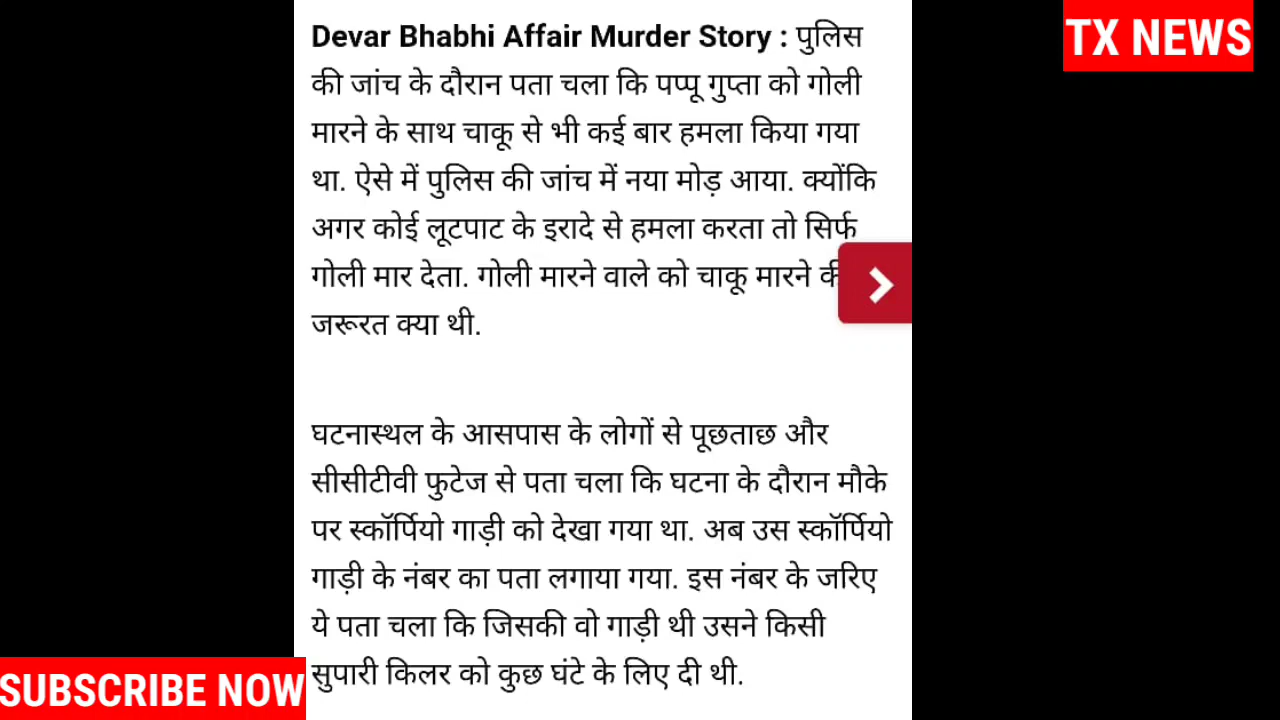 Devar Bhabhi Affair Murder Story : पुलिस
की जांच के दौरान पता चला कि पप्पू गुप्ता को गोली
मारने के साथ चाकू से भी कई बार हमला किया गया
था. ऐसे में पुलिस की जांच में नया मोड़ आया. क्योंकि
अगर कोई लूटपाट के इरादे से हमला करता तो सिर्फ
गोली मार देता. गोली मारने वाले को चाकू मारने की
जरूरत क्या थी.
घटनास्थल के आसपास के लोगों से पूछताछ और
सीसीटीवी फुटेज से पता चला कि घटना के दौरान मौके
पर स्कॉर्पियो गाड़ी को देखा गया था. अब उस स्कॉर्पियो
गाड़ी के नंबर का पता लगाया गया. इस नंबर के जरिए
ये पता चला कि जिसकी वो गाड़ी थी उसने किसी
सुपारी किलर को कुछ घंटे के लिए दी थी.
TX NEWS
SUBSCRIBE NOW